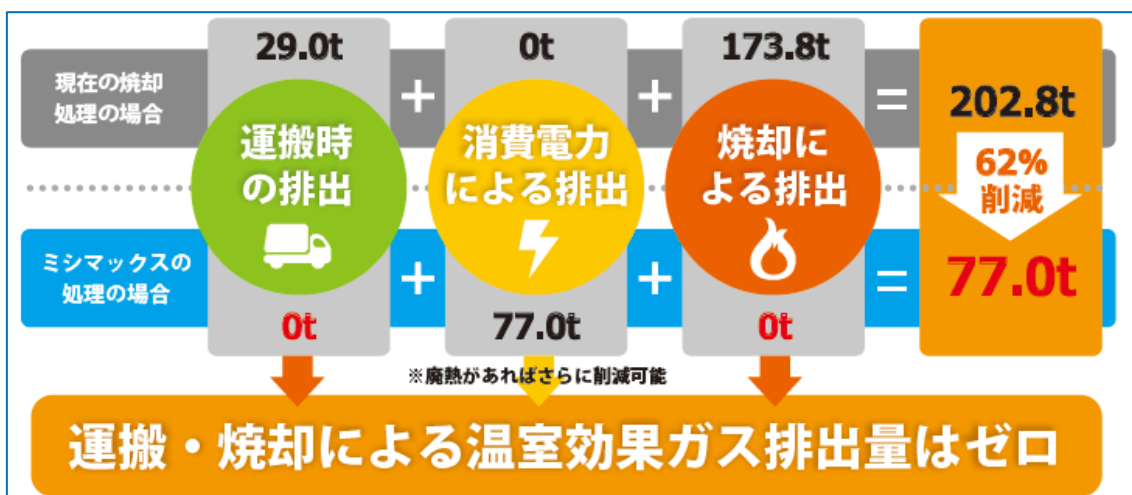 29.0t
0t
173.8t
現在の焼却
処理の場合
+
+
=
202.8t
運搬時
の排出
消費電力
による排出
焼却に
よる排出
62%
削減
ミシマックスの
処理の場合
+
+
=
77.0t
0t
77.0t
0t
※廃熱があればさらに削減可能
運搬・焼却による温室効果ガス排出量はゼロ